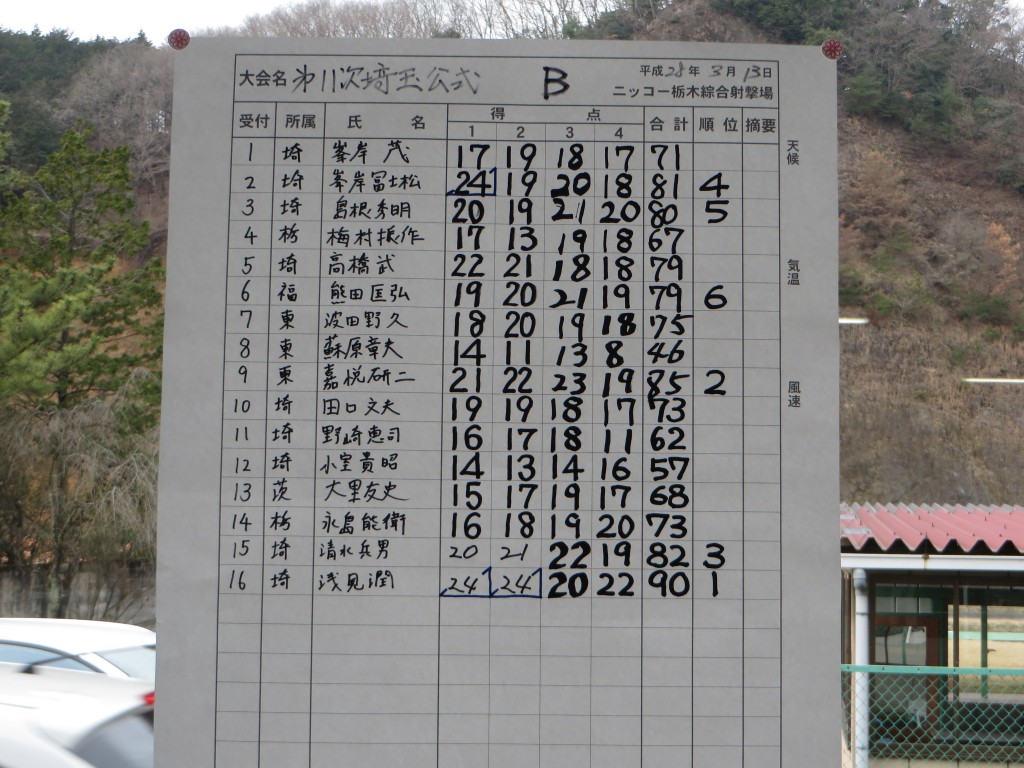 大会名 第11次埼玉公式 B 平成28年3月13日
ニッコー栃木綜合射撃場
受付 所属 氏名 得点 合計 順位 摘要
1 2 3 4
1 埼 峯岸 茂 17 19 18 17 71
2 埼 峯岸冨士松 24 19 20 18 81 4
3 埼 島根秀明 20 19 21 20 80 5
4 栃 梅村振作 17 13 19 18 67
5 埼 高橋武 22 21 18 18 79
6 福 熊田匡弘 19 20 21 19 79 6
7 東 波田野久 18 20 19 18 75
8 東 蘇原章夫 14 11 13 8 46
9 東 嘉悦研二 21 22 23 19 85 2
10 埼 田口文夫 19 19 18 17 73
11 埼 野崎恵司 16 17 18 11 62
12 埼 小室貴昭 14 13 14 16 57
13 茨 大里友史 15 17 19 17 68
14 栃 永島能衛 16 18 19 20 73
15 埼 清水兵男 20 21 22 19 82 3
16 埼 浅見潤 24 24 20 22 90 1
天候
気温
風速